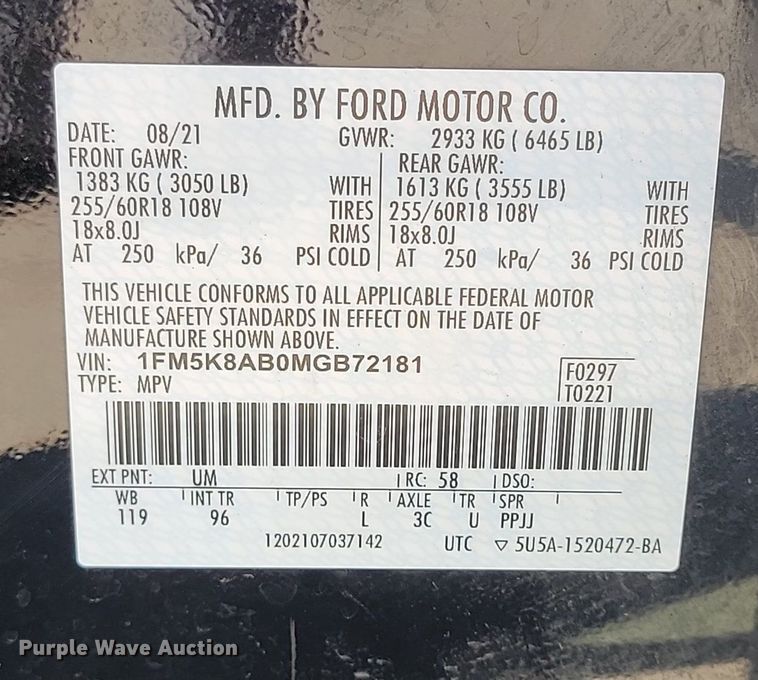 MFD. BY FORD MOTOR CO.
DATE: 08/21 GVWR: 2933 KG ( 6465 LB)
FRONT GAWR: REAR GAWR:
1383 KG ( 3050 LB) WITH 1613 KG ( 3555 LB) WITH
255/60R18 108V TIRES 255/60R18 108V TIRES
18x8.0J RIMS 18x8.0J RIMS
AT 250 kPa/ 36 PSI COLD AT 250 kPa/ 36 PSI COLD
THIS VEHICLE CONFORMS TO ALL APPLICABLE FEDERAL MOTOR
VEHICLE SAFETY STANDARDS IN EFFECT ON THE DATE OF
MANUFACTURE SHOWN ABOVE.
VIN: 1FM5K8AB0MGB72181 F0297
TYPE: MPV T0221
EXT PNT: UM RC: 58 DSO:
WB INT TR TP/PS R AXLE TR SPR
119 96 L 3C U PPJJ
1202107037142 UTC ▽ 5U5A-1520472-BA
Purple Wave Auction